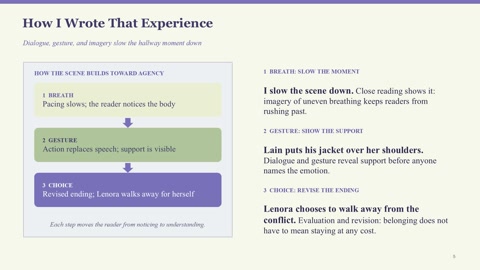 How I Wrote That Experience
Dialogue, gesture, and imagery slow the hallway moment down
HOW THE SCENE BUILDS TOWARD AGENCY
1 BREATH
Pacing slows; the reader notices the body
2 GESTURE
Action replaces speech; support is visible
3 CHOICE
Revised ending; Lenora walks away for herself
Each step moves the reader from noticing to understanding.
1 BREATH: SLOW THE MOMENT
I slow the scene down. Close reading shows it:
imagery of uneven breathing keeps readers from
rushing past.
2 GESTURE: SHOW THE SUPPORT
Lain puts his jacket over her shoulders.
Dialogue and gesture reveal support before anyone
names the emotion.
3 CHOICE: REVISE THE ENDING
Lenora chooses to walk away from the
conflict. Evaluation and revision: belonging does not
have to mean staying at any cost.
5